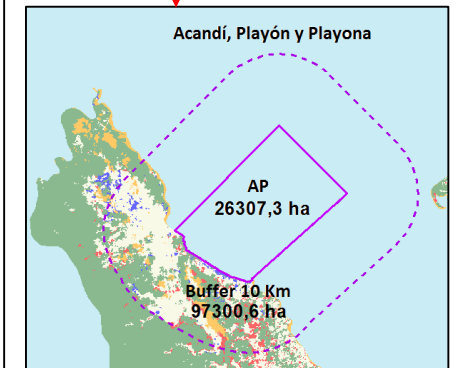 Acandí, Playón y Playona
AP
26307,3 ha
Buffer 10 Km
97300,6 ha